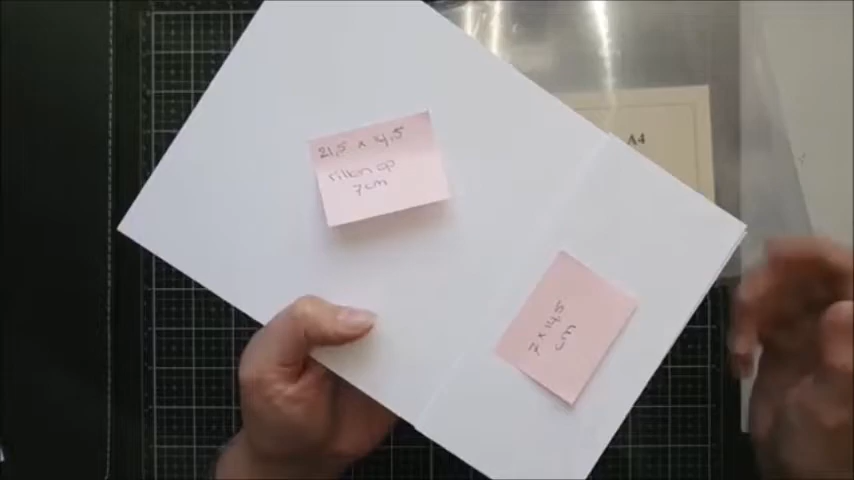 21,5 x 14,5
rillen op
7cm
7 x 14,5
cm
A4